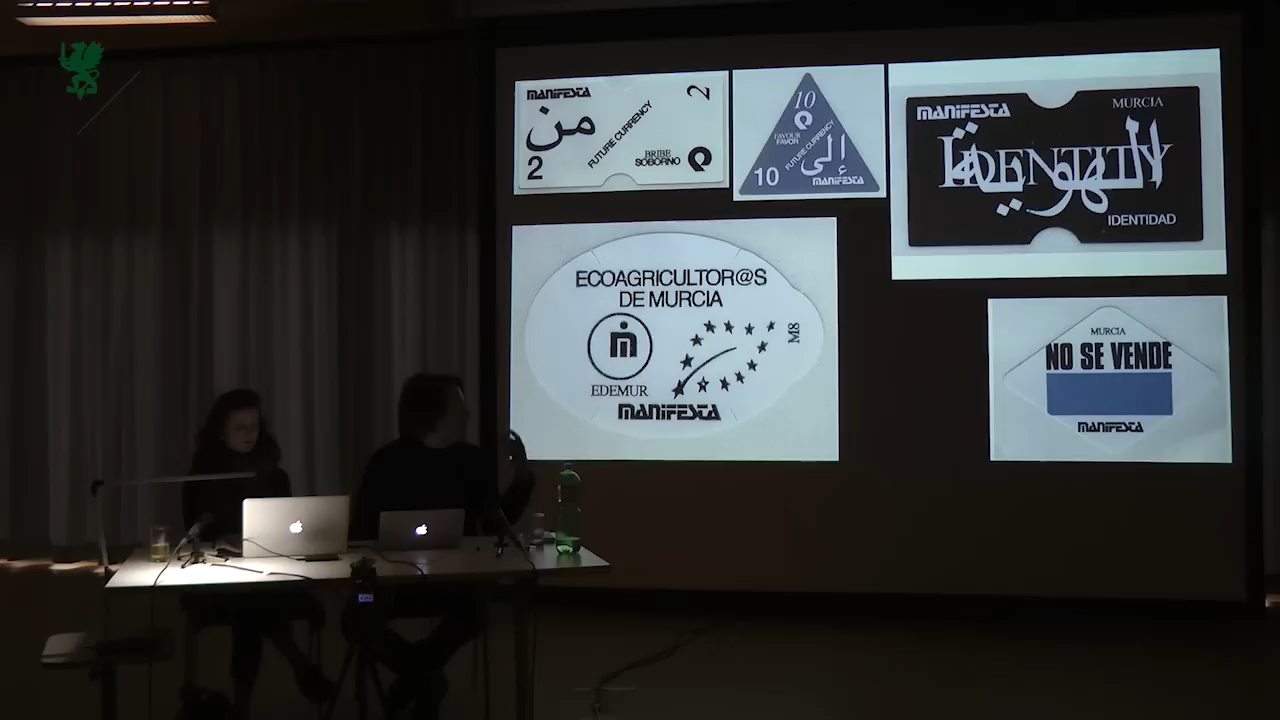 MANIFESTA
2
من
FUTURE CURRENCY
2
BRIBE
SOBORNO
10
FAVOUR
FAVOR
FUTURE CURRENCY
إلى
10
MANIFESTA
MANIFESTA
MURCIA
IDENTITY
الهوية
IDENTIDAD
ECOAGRICULTOR@S
DE MURCIA
M8
EDEMUR
MANIFESTA
MURCIA
NO SE VENDE
MANIFESTA